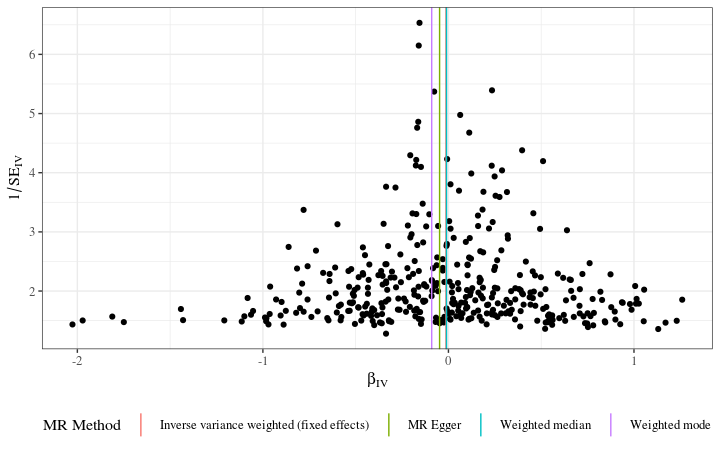 6
5
4
3
2
1/SE_IV
-2
-1
0
1
β_IV
MR Method
Inverse variance weighted (fixed effects)
MR Egger
Weighted median
Weighted mode